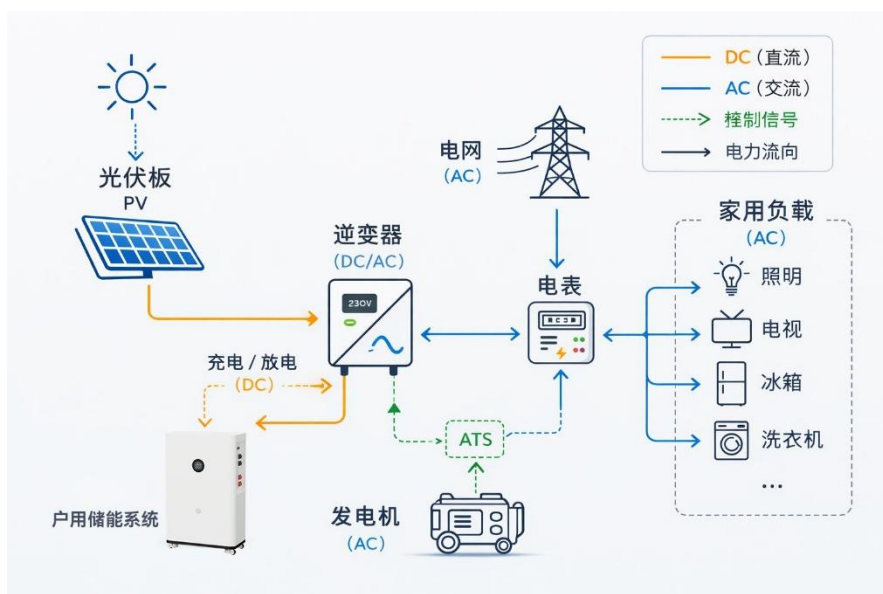 DC（直流）
AC（交流）
控制信号
电力流向
光伏板
PV
电网
（AC）
逆变器
（DC/AC）
230V
电表
家用负载
（AC）
照明
电视
冰箱
洗衣机
...
充电 / 放电
（DC）
ATS
户用储能系统
发电机
（AC）